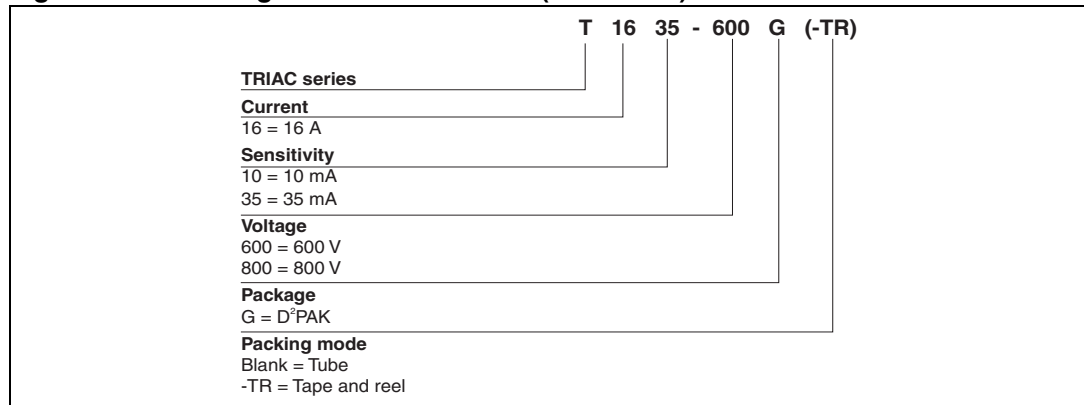 T 16 35 - 600 G (-TR)
TRIAC series
Current
16 = 16 A
Sensitivity
10 = 10 mA
35 = 35 mA
Voltage
600 = 600 V
800 = 800 V
Package
G = D²PAK
Packing mode
Blank = Tube
-TR = Tape and reel